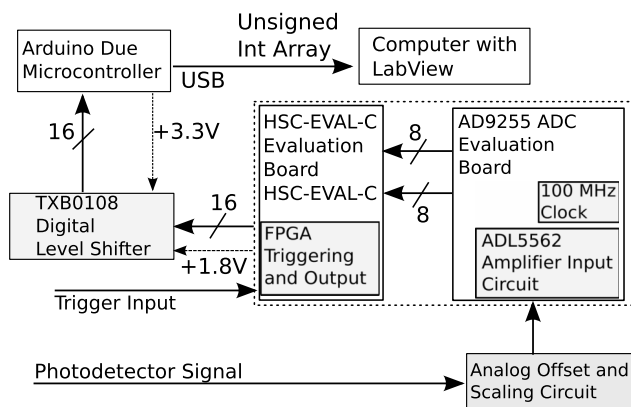 Arduino Due
Microcontroller
Unsigned
Int Array
USB
Computer with
LabView
16
+3.3V
HSC-EVAL-C
Evaluation
Board
HSC-EVAL-C
8
8
AD9255 ADC
Evaluation
Board
100 MHz
Clock
TXB0108
Digital
Level Shifter
16
+1.8V
FPGA
Triggering
and Output
ADL5562
Amplifier Input
Circuit
Trigger Input
Photodetector Signal
Analog Offset and
Scaling Circuit